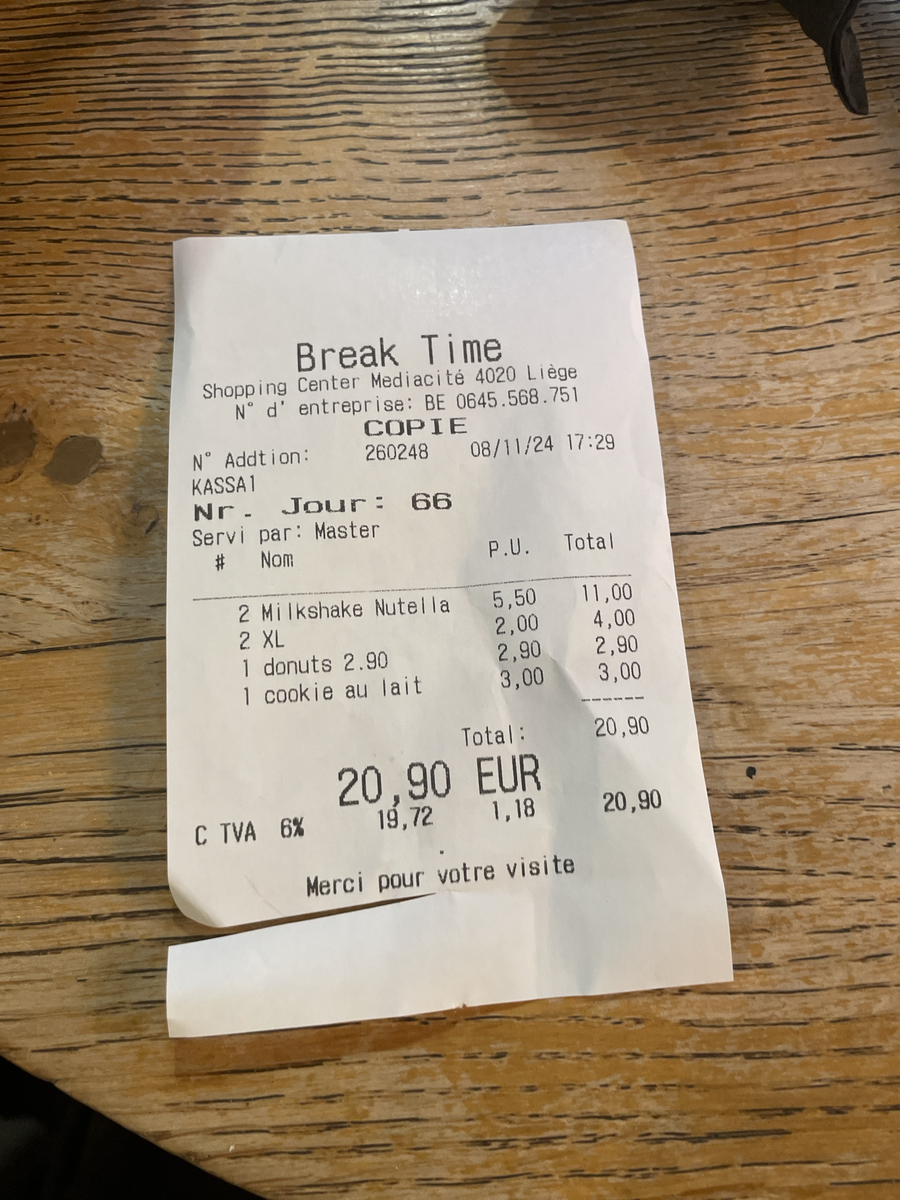 Break Time
Shopping Center Mediacité 4020 Liège
N° d' entreprise: BE 0645.568.751
COPIE
N° Addtion: 260248 08/11/24 17:29
KASSA1
Nr. Jour: 66
Servi par: Master
# Nom P.U. Total
2 Milkshake Nutella 5,50 11,00
2 XL 2,00 4,00
1 donuts 2.90 2,90 2,90
1 cookie au lait 3,00 3,00
------
Total: 20,90
20,90 EUR
C TVA 6% 19,72 1,18 20,90
.
Merci pour votre visite